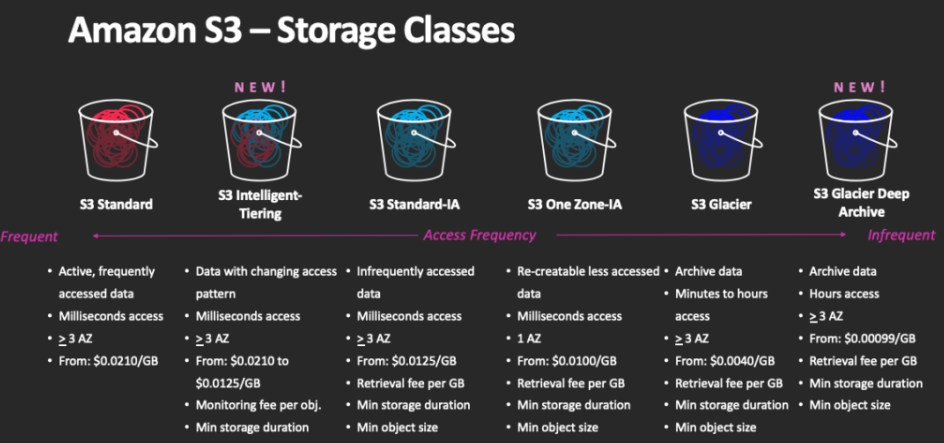 Amazon S3 – Storage Classes
NEW!
NEW!
S3 Standard
S3 Intelligent-
Tiering
S3 Standard-IA
S3 One Zone-IA
S3 Glacier
S3 Glacier Deep
Archive
Frequent
Access Frequency
Infrequent
• Active, frequently
accessed data
• Milliseconds access
• ≥ 3 AZ
• From: $0.0210/GB
• Data with changing access
pattern
• Milliseconds access
• ≥ 3 AZ
• From: $0.0210 to
$0.0125/GB
• Monitoring fee per obj.
• Min storage duration
• Infrequently accessed
data
• Milliseconds access
• ≥ 3 AZ
• From: $0.0125/GB
• Retrieval fee per GB
• Min storage duration
• Min object size
• Re-creatable less accessed
data
• Milliseconds access
• 1 AZ
• From: $0.0100/GB
• Retrieval fee per GB
• Min storage duration
• Min object size
• Archive data
• Minutes to hours
access
• ≥ 3 AZ
• From: $0.0040/GB
• Retrieval fee per GB
• Min storage duration
• Min object size
• Archive data
• Hours access
• ≥ 3 AZ
• From: $0.00099/GB
• Retrieval fee per GB
• Min storage duration
• Min object size